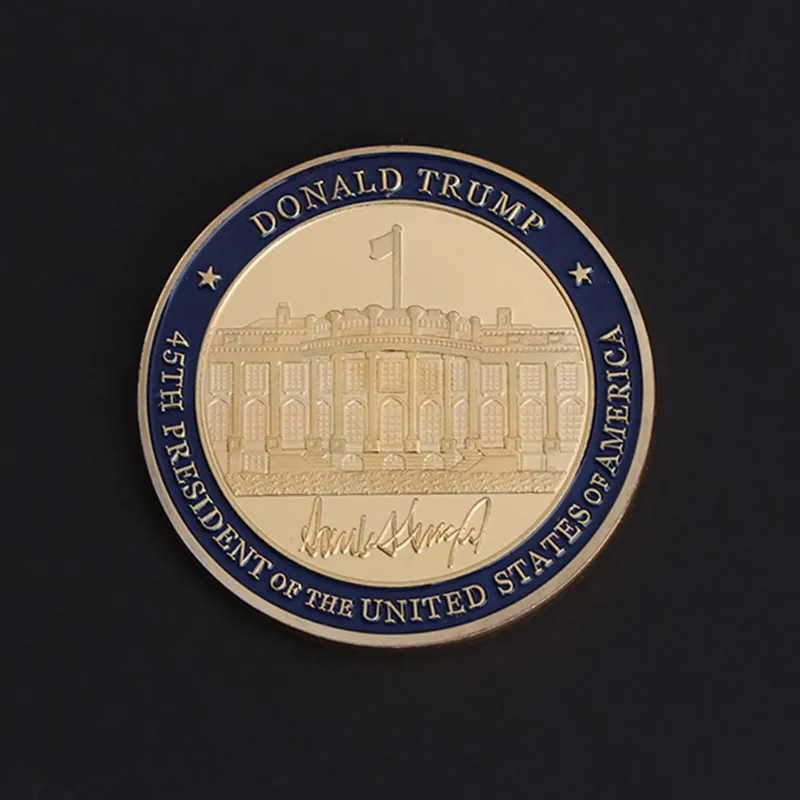 DONALD TRUMP
45TH PRESIDENT OF THE UNITED STATES OF AMERICA